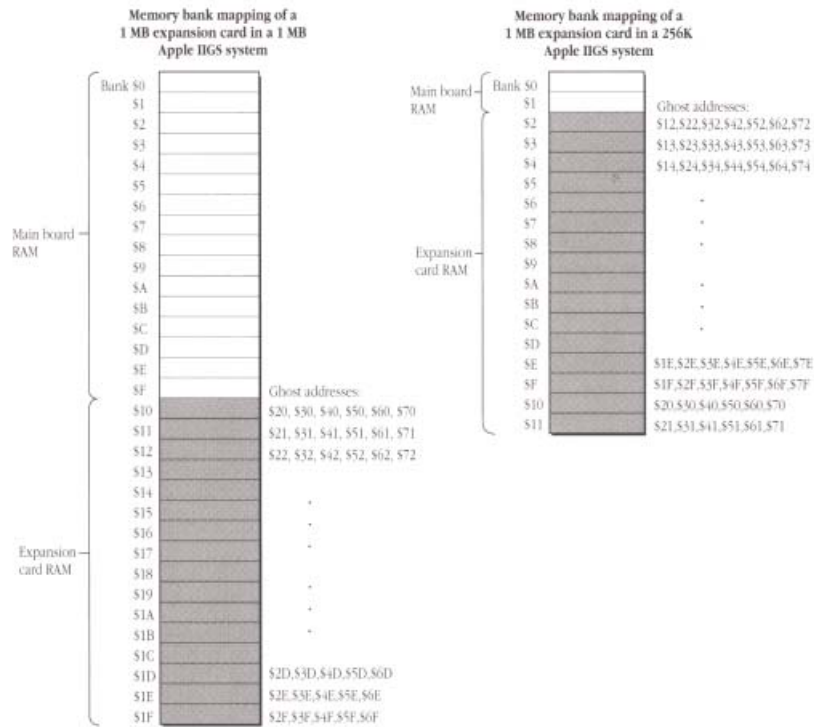 Memory bank mapping of a
1 MB expansion card in a 1 MB
Apple IIGS system
Bank $0
$1
$2
$3
$4
$5
$6
$7
$8
$9
$A
$B
$C
$D
$E
$F
$10
$11
$12
$13
$14
$15
$16
$17
$18
$19
$1A
$1B
$1C
$1D
$1E
$1F
Main board
RAM
Expansion
card RAM
Ghost addresses:
$20, $30, $40, $50, $60, $70
$21, $31, $41, $51, $61, $71
$22, $32, $42, $52, $62, $72
$2D,$3D,$4D,$5D,$6D
$2E,$3E,$4E,$5E,$6E
$2F,$3F,$4F,$5F,$6F
Memory bank mapping of a
1 MB expansion card in a 256K
Apple IIGS system
Bank $0
$1
$2
$3
$4
$5
$6
$7
$8
$9
$A
$B
$C
$D
$E
$F
$10
$11
Main board
RAM
Expansion
card RAM
Ghost addresses:
$12,$22,$32,$42,$52,$62,$72
$13,$23,$33,$43,$53,$63,$73
$14,$24,$34,$44,$54,$64,$74
$1E,$2E,$3E,$4E,$5E,$6E,$7E
$1F,$2F,$3F,$4F,$5F,$6F,$7F
$20,$30,$40,$50,$60,$70
$21,$31,$41,$51,$61,$71